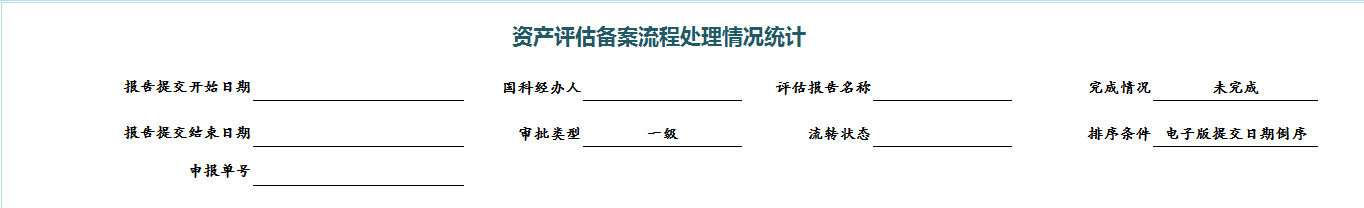 资产评估备案流程处理情况统计
报告提交开始日期 国科经办人 评估报告名称 完成情况 未完成
报告提交结束日期 审批类型 一级 流转状态 排序条件 电子版提交日期倒序
申报单号